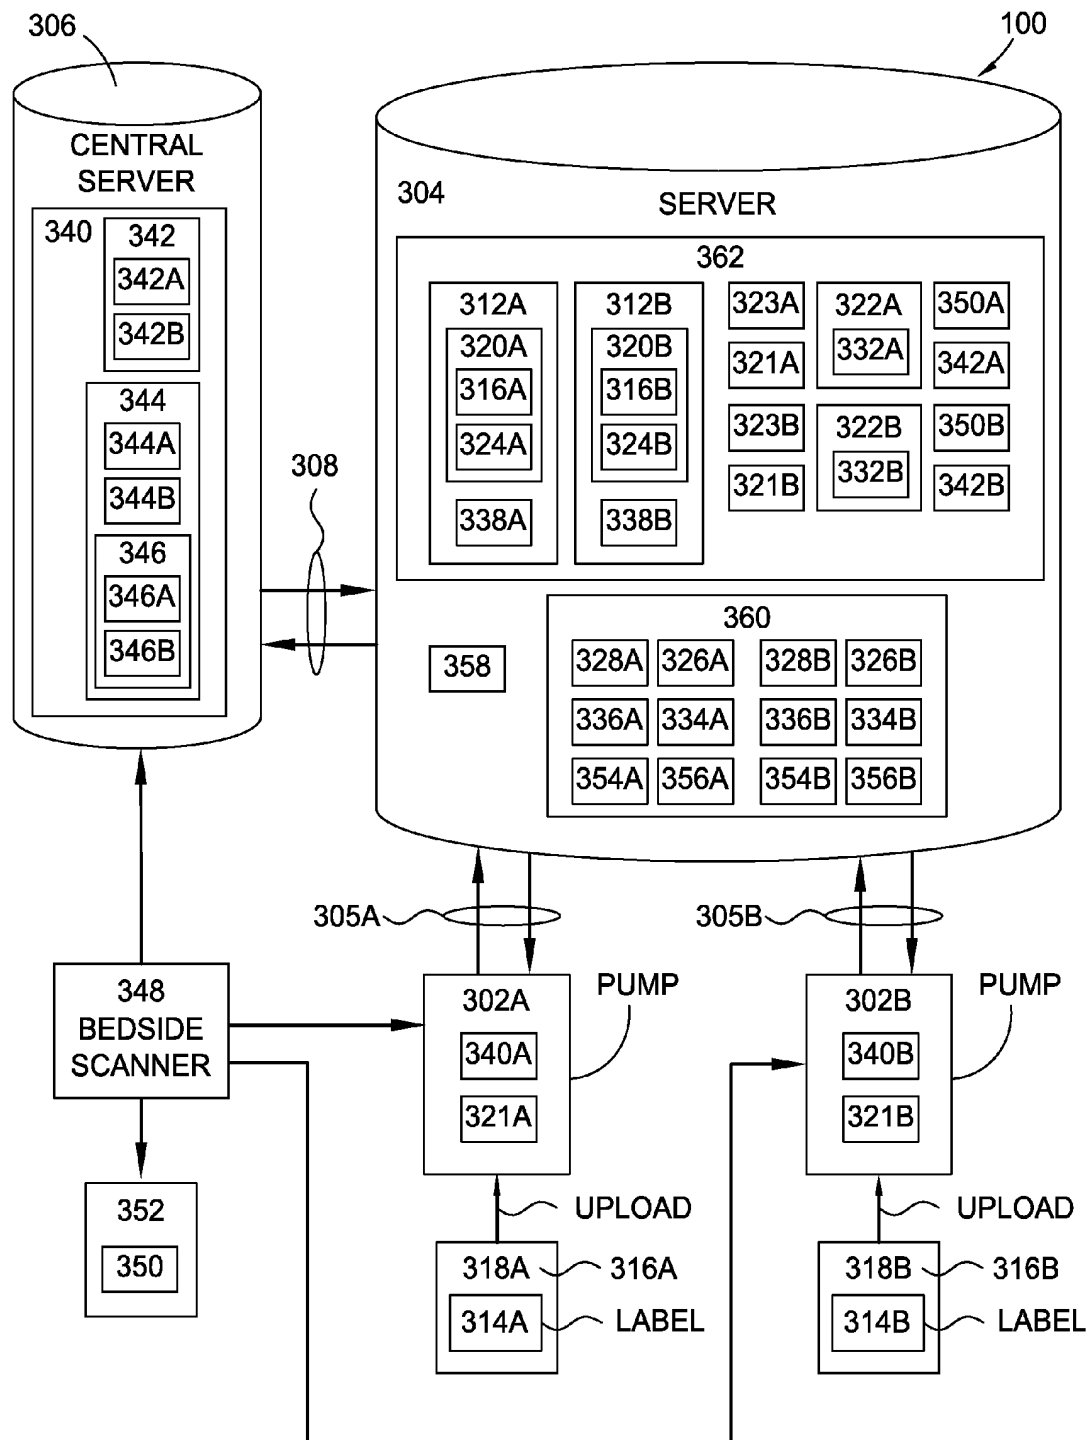 306
100
CENTRAL
SERVER
304
SERVER
340
342
342A
342B
344
344A
344B
346
346A
346B
308
362
312A
320A
316A
324A
338A
312B
320B
316B
324B
338B
323A
322A
350A
321A
332A
342A
323B
322B
350B
321B
332B
342B
358
360
328A
326A
328B
326B
336A
334A
336B
334B
354A
356A
354B
356B
305A
305B
348
BEDSIDE
SCANNER
302A
PUMP
340A
321A
302B
PUMP
340B
321B
352
350
UPLOAD
318A
316A
314A
LABEL
UPLOAD
318B
316B
314B
LABEL